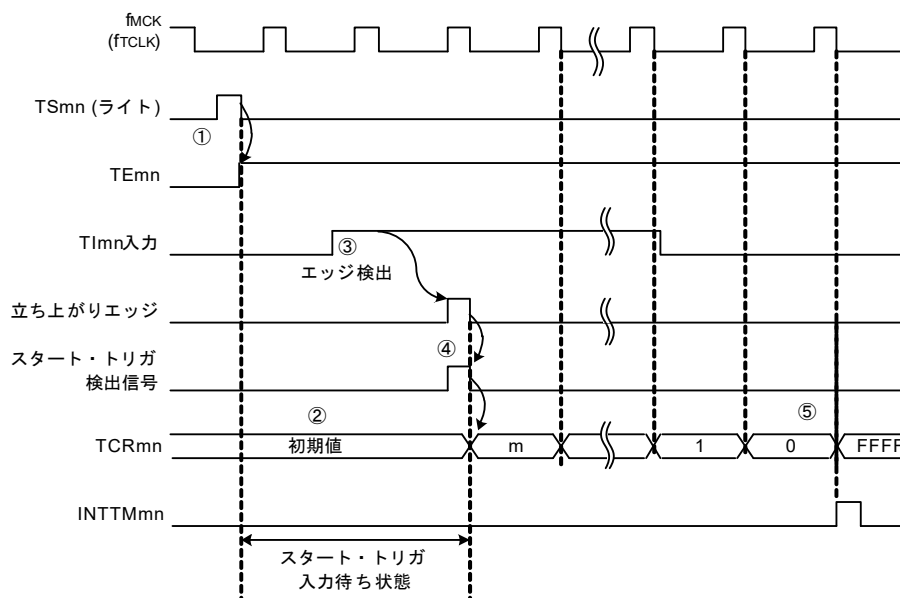 fMCK
(fTCLK)
TSmn (ライト)
①
TEmn
TImn入力
③
エッジ検出
立ち上がりエッジ
④
スタート・トリガ
検出信号
②
⑤
TCRmn
初期値
m
1
0
FFFF
INTTMmn
スタート・トリガ
入力待ち状態